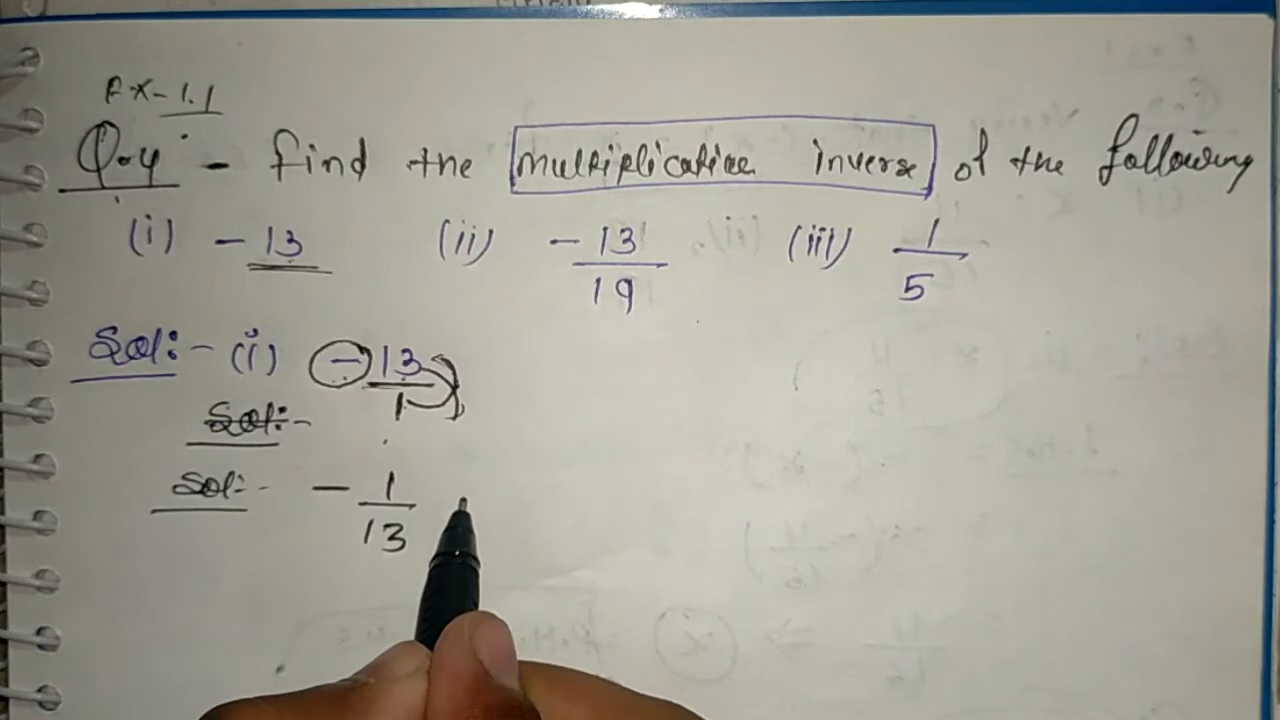 Ex-1.1
Q.4 - find the multiplicative inverse of the following
(i) -13 (ii) -13/19 (iii) 1/5
Sol:- (i) -13/1
Sol:-
Sol:- -1/13